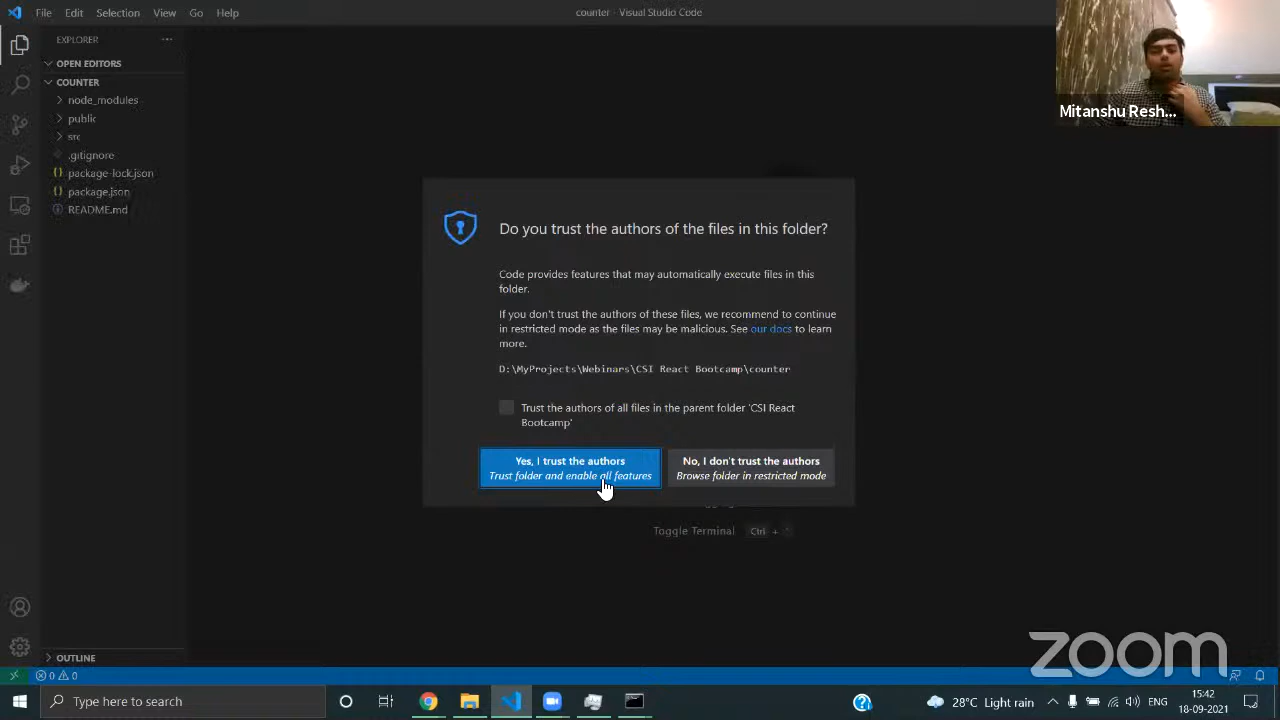 File Edit Selection View Go Help
counter - Visual Studio Code
EXPLORER
OPEN EDITORS
COUNTER
node_modules
public
src
.gitignore
{} package-lock.json
{} package.json
README.md
OUTLINE
Mitanshu Resh...
Do you trust the authors of the files in this folder?
Code provides features that may automatically execute files in this
folder.
If you don't trust the authors of these files, we recommend to continue
in restricted mode as the files may be malicious. See our docs to learn
more.
D:\MyProjects\Webinars\CSI React Bootcamp\counter
Trust the authors of all files in the parent folder 'CSI React
Bootcamp'
Yes, I trust the authors
Trust folder and enable all features
No, I don't trust the authors
Browse folder in restricted mode
Toggle Terminal Ctrl + `
zoom
0 0
Type here to search
28°C Light rain
ENG
15:42
18-09-2021